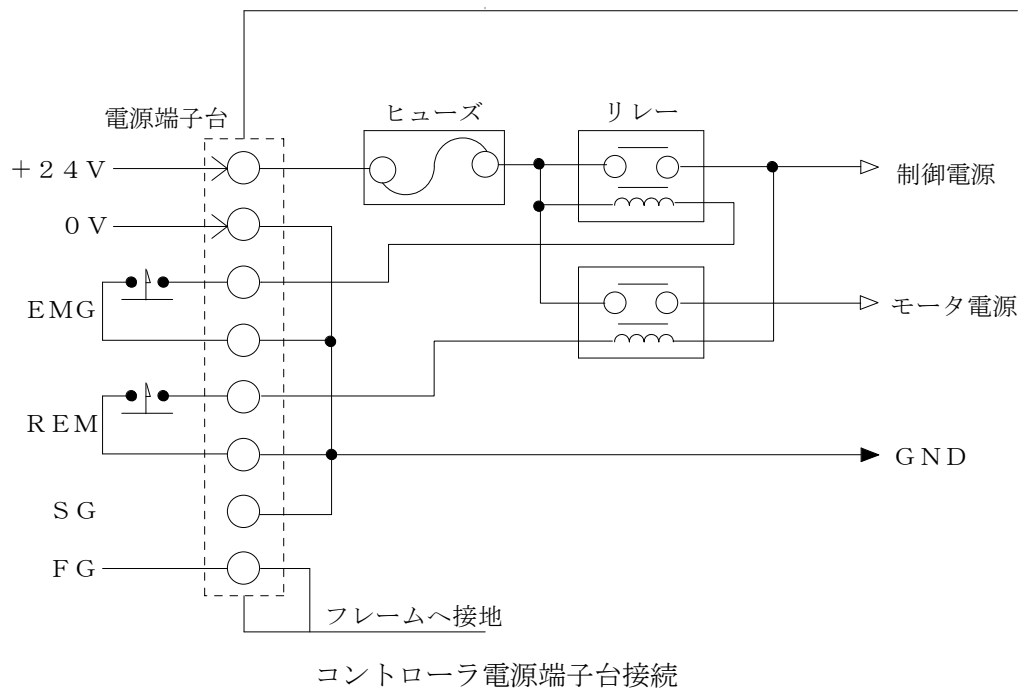 電源端子台
ヒューズ
リレー
＋２４Ｖ
制御電源
０Ｖ
ＥＭＧ
モータ電源
ＲＥＭ
ＧＮＤ
ＳＧ
ＦＧ
フレームへ接地
コントローラ電源端子台接続